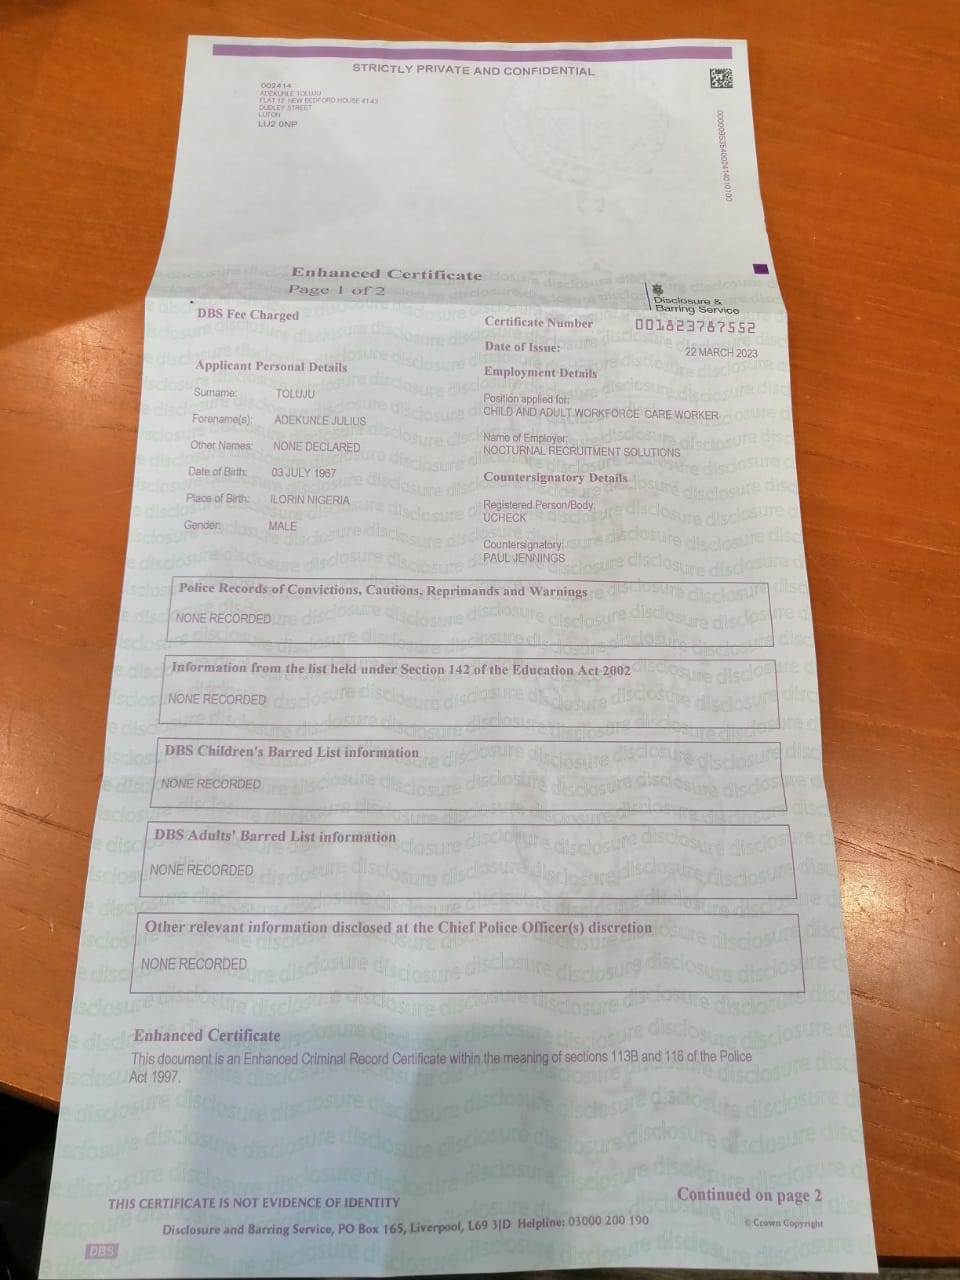 STRICTLY PRIVATE AND CONFIDENTIAL
002414
ADEKUNLE TOLUJU
FLAT 12 NEW BEDFORD HOUSE 41-43
DUDLEY STREET
LUTON
LU2 0NP
Enhanced Certificate
Page 1 of 2
Disclosure &
Barring Service
DBS Fee Charged
Certificate Number 001823787552
Date of Issue: 22 MARCH 2023
Applicant Personal Details
Surname: TOLUJU
Forename(s): ADEKUNLE JULIUS
Other Names: NONE DECLARED
Date of Birth: 03 JULY 1967
Place of Birth: ILORIN NIGERIA
Gender: MALE
Employment Details
Position applied for:
CHILD AND ADULT WORKFORCE CARE WORKER
Name of Employer:
NOCTURNAL RECRUITMENT SOLUTIONS
Countersignatory Details
Registered Person/Body:
UCHECK
Countersignatory:
PAUL JENNINGS
Police Records of Convictions, Cautions, Reprimands and Warnings
NONE RECORDED
Information from the list held under Section 142 of the Education Act 2002
NONE RECORDED
DBS Children's Barred List information
NONE RECORDED
DBS Adults' Barred List information
NONE RECORDED
Other relevant information disclosed at the Chief Police Officer(s) discretion
NONE RECORDED
Enhanced Certificate
This document is an Enhanced Criminal Record Certificate within the meaning of sections 113B and 116 of the Police
Act 1997.
THIS CERTIFICATE IS NOT EVIDENCE OF IDENTITY
Continued on page 2
Disclosure and Barring Service, PO Box 165, Liverpool, L69 3JD Helpline: 03000 200 190
© Crown Copyright
DBS